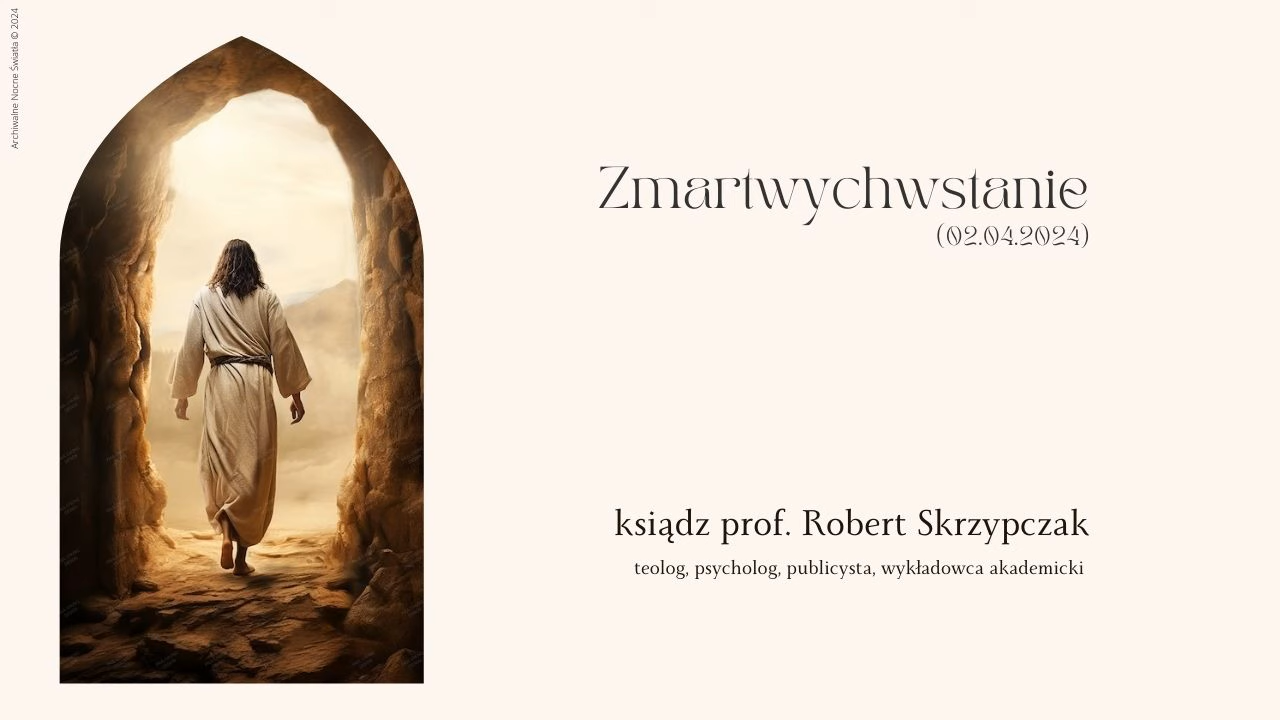 Archiwalne Nocne Światła © 2024
Zmartwychwstanie
(02.04.2024)
ksiądz prof. Robert Skrzypczak
teolog, psycholog, publicysta, wykładowca akademicki